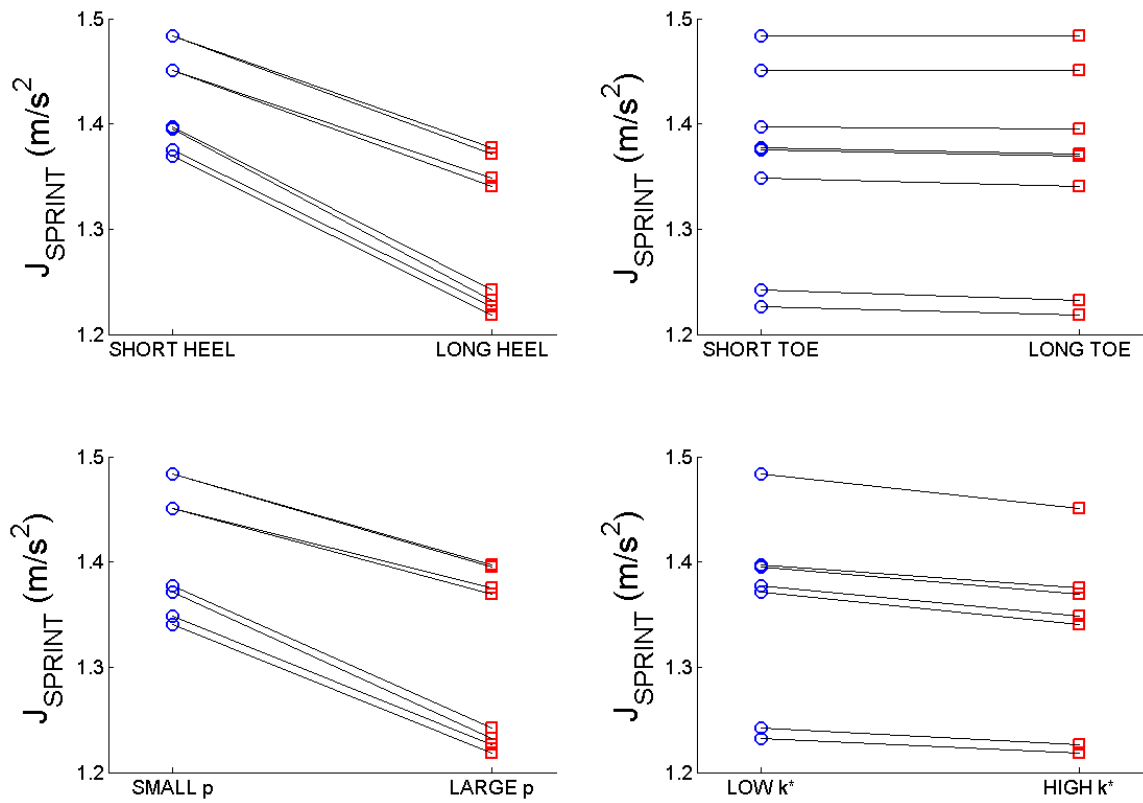 1.5
1.4
1.3
1.2
J_SPRINT (m/s²)
SHORT HEEL LONG HEEL
1.5
1.4
1.3
1.2
J_SPRINT (m/s²)
SHORT TOE LONG TOE
1.5
1.4
1.3
1.2
J_SPRINT (m/s²)
SMALL p LARGE p
1.5
1.4
1.3
1.2
J_SPRINT (m/s²)
LOW k* HIGH k*